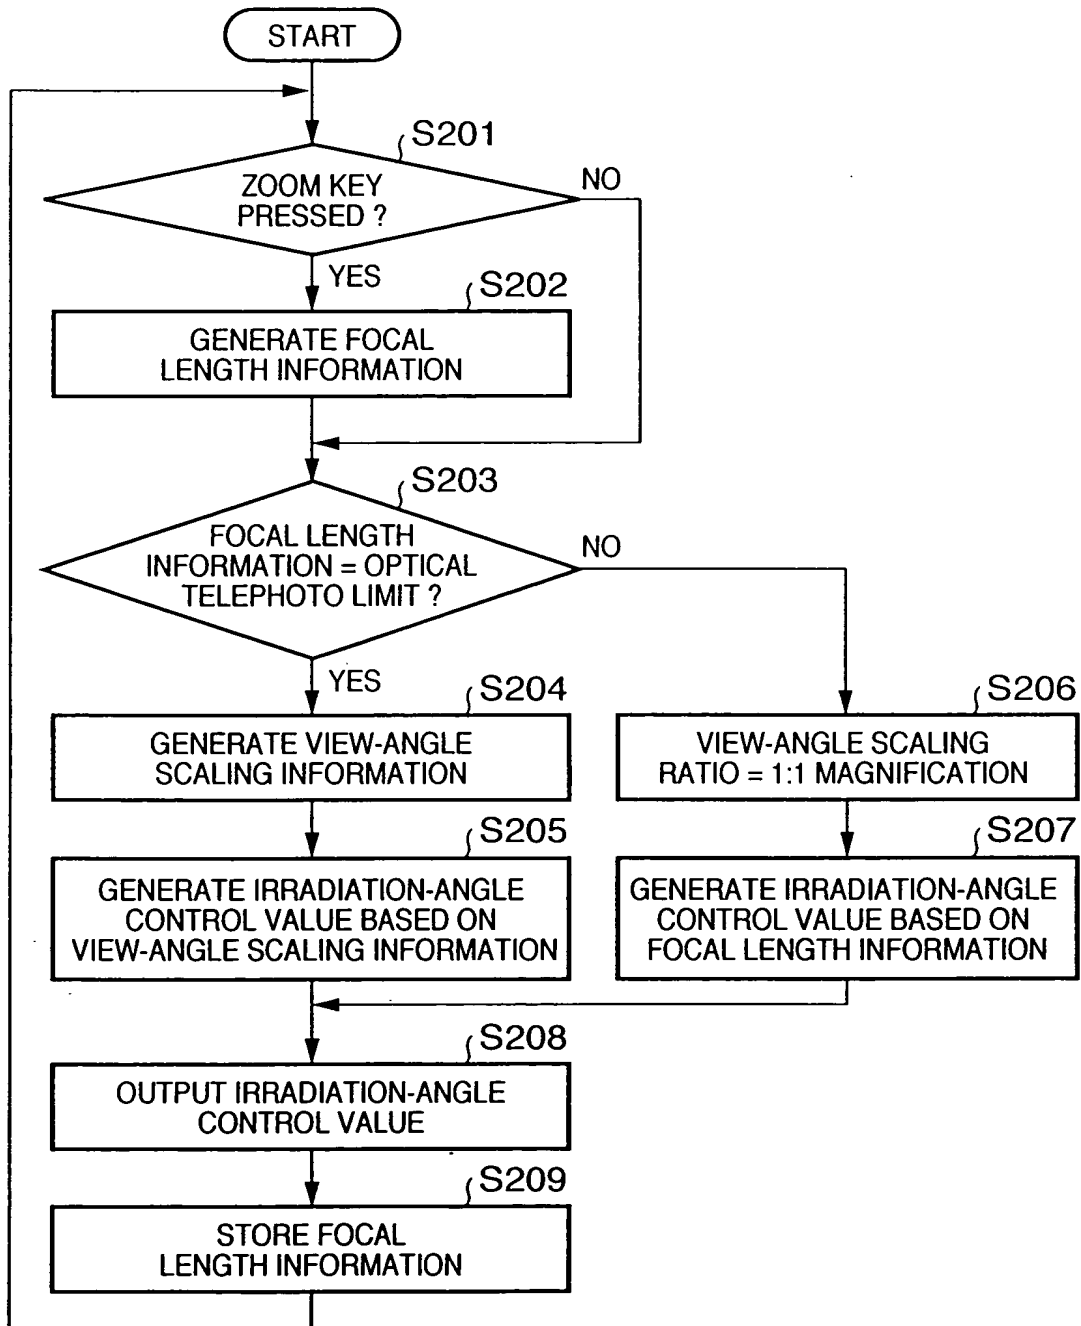 START
S201
ZOOM KEY
PRESSED ?
NO
YES
S202
GENERATE FOCAL
LENGTH INFORMATION
S203
FOCAL LENGTH
INFORMATION = OPTICAL
TELEPHOTO LIMIT ?
NO
YES
S204
GENERATE VIEW-ANGLE
SCALING INFORMATION
S206
VIEW-ANGLE SCALING
RATIO = 1:1 MAGNIFICATION
S205
GENERATE IRRADIATION-ANGLE
CONTROL VALUE BASED ON
VIEW-ANGLE SCALING INFORMATION
S207
GENERATE IRRADIATION-ANGLE
CONTROL VALUE BASED ON
FOCAL LENGTH INFORMATION
S208
OUTPUT IRRADIATION-ANGLE
CONTROL VALUE
S209
STORE FOCAL
LENGTH INFORMATION